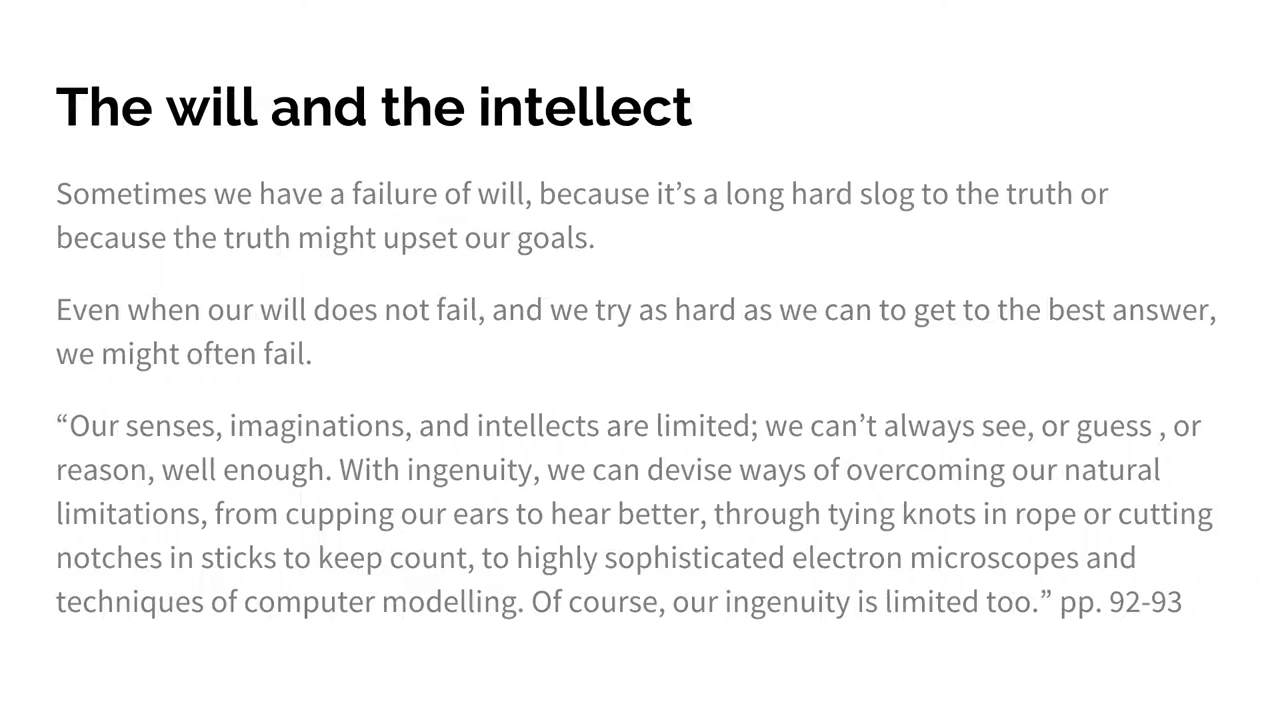 The will and the intellect
Sometimes we have a failure of will, because it’s a long hard slog to the truth or
because the truth might upset our goals.
Even when our will does not fail, and we try as hard as we can to get to the best answer,
we might often fail.
“Our senses, imaginations, and intellects are limited; we can’t always see, or guess , or
reason, well enough. With ingenuity, we can devise ways of overcoming our natural
limitations, from cupping our ears to hear better, through tying knots in rope or cutting
notches in sticks to keep count, to highly sophisticated electron microscopes and
techniques of computer modelling. Of course, our ingenuity is limited too.” pp. 92-93